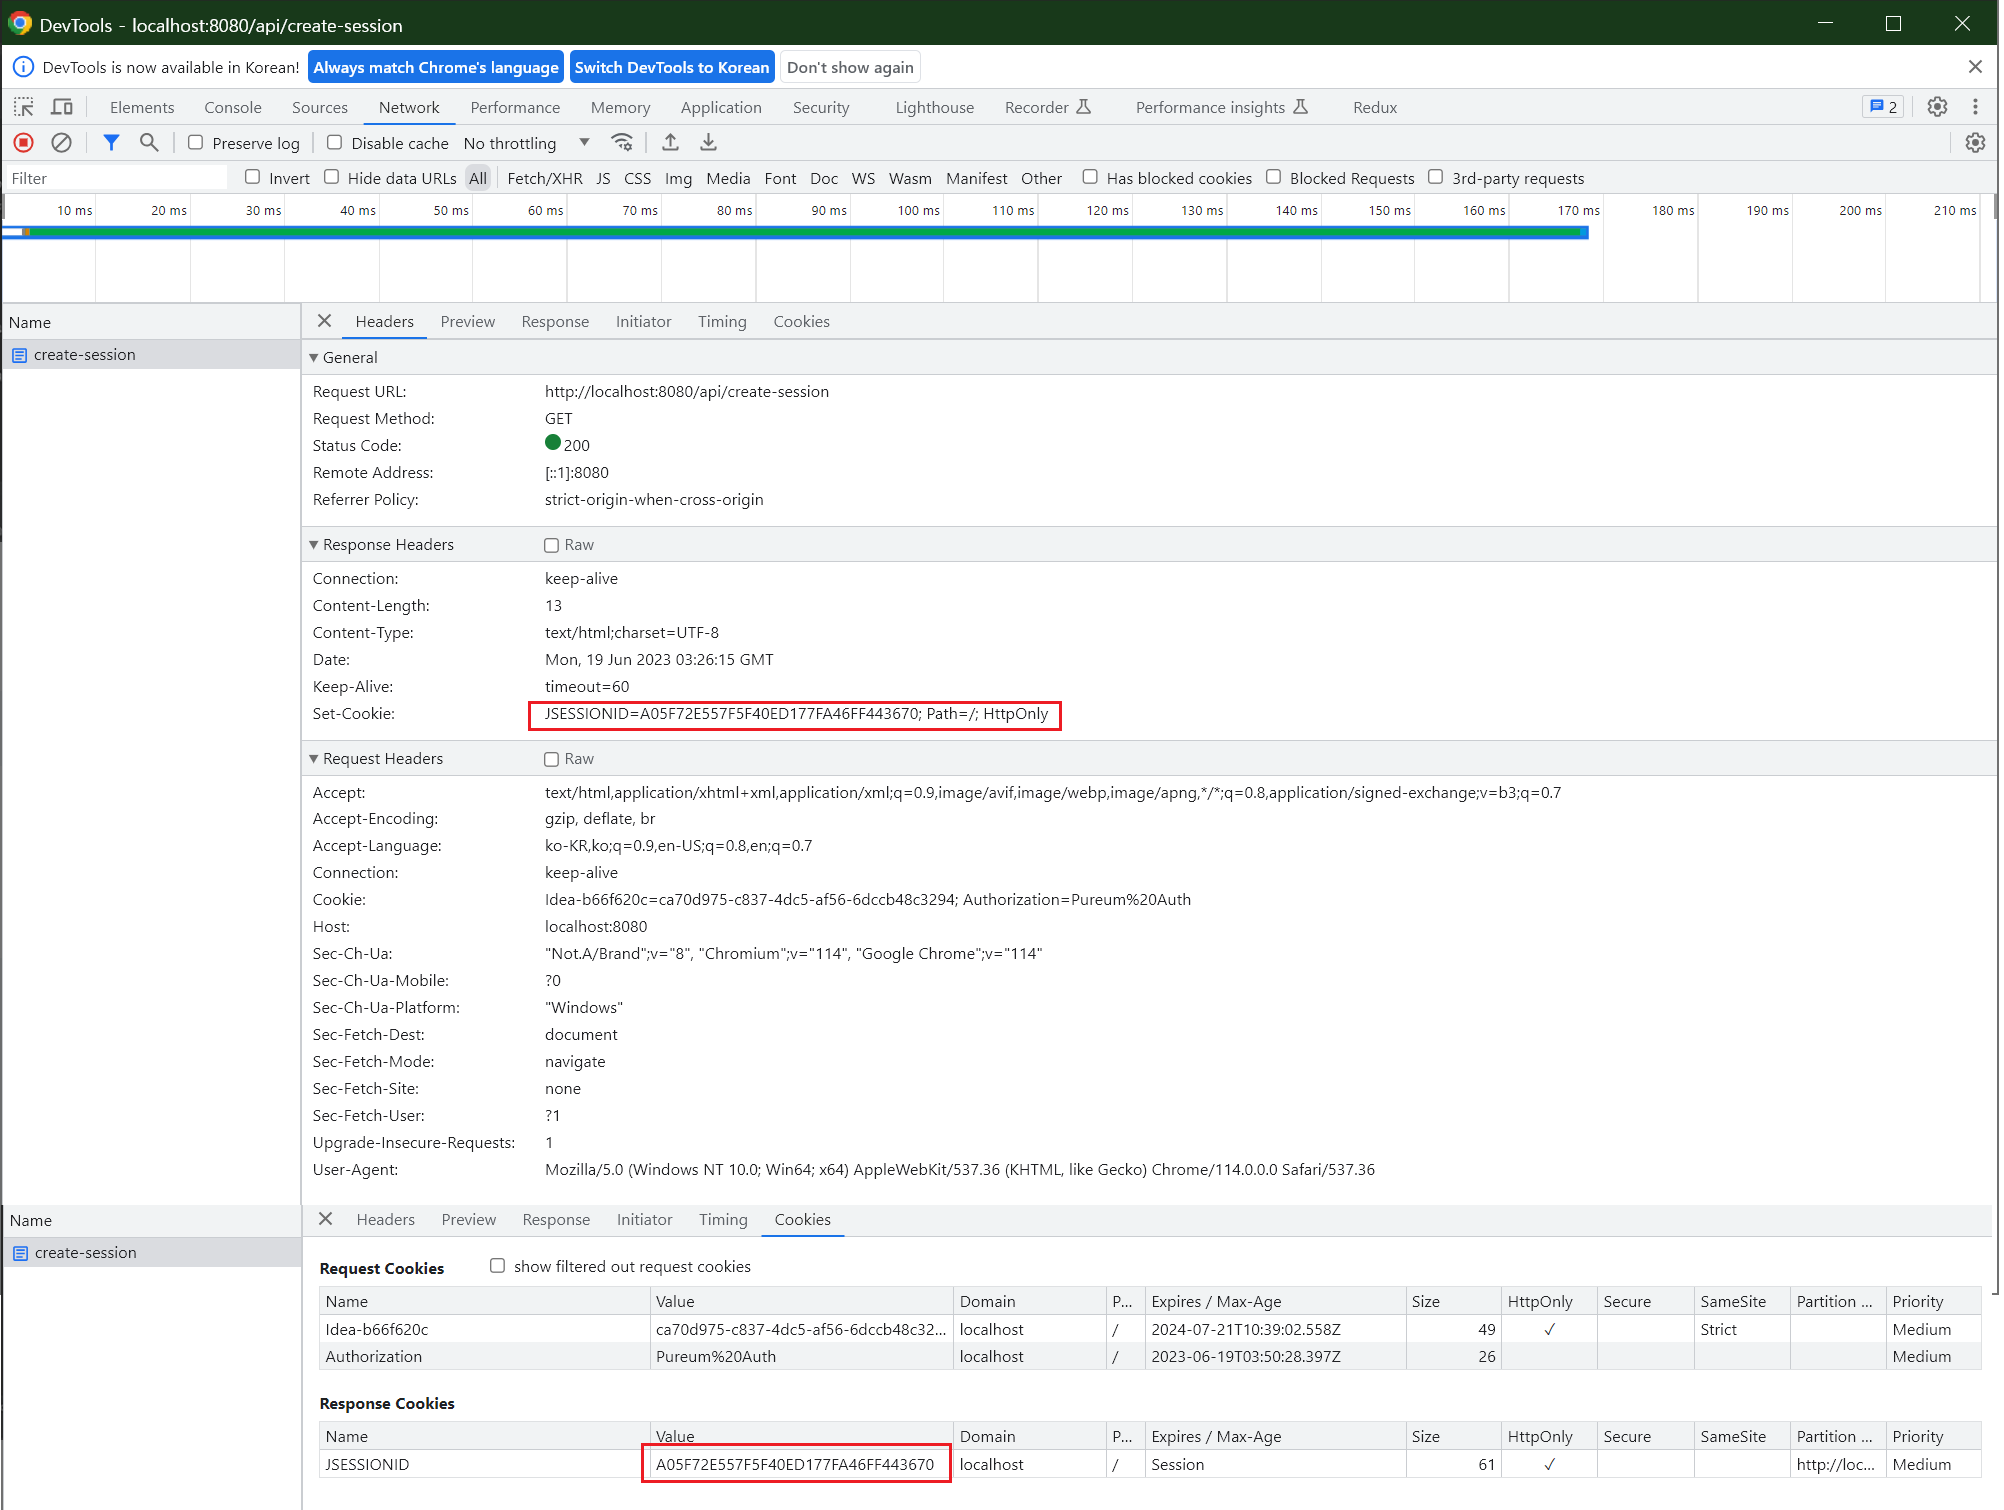 DevTools - localhost:8080/api/create-session
DevTools is now available in Korean! Always match Chrome's language Switch DevTools to Korean Don't show again
Elements Console Sources Network Performance Memory Application Security Lighthouse Recorder Performance insights Redux 2
Preserve log Disable cache No throttling
Filter Invert Hide data URLs All Fetch/XHR JS CSS Img Media Font Doc WS Wasm Manifest Other Has blocked cookies Blocked Requests 3rd-party requests
10 ms 20 ms 30 ms 40 ms 50 ms 60 ms 70 ms 80 ms 90 ms 100 ms 110 ms 120 ms 130 ms 140 ms 150 ms 160 ms 170 ms 180 ms 190 ms 200 ms 210 ms
Name Headers Preview Response Initiator Timing Cookies
create-session
General
Request URL: http://localhost:8080/api/create-session
Request Method: GET
Status Code: 200
Remote Address: [::1]:8080
Referrer Policy: strict-origin-when-cross-origin
Response Headers Raw
Connection: keep-alive
Content-Length: 13
Content-Type: text/html;charset=UTF-8
Date: Mon, 19 Jun 2023 03:26:15 GMT
Keep-Alive: timeout=60
Set-Cookie: JSESSIONID=A05F72E557F5F40ED177FA46FF443670; Path=/; HttpOnly
Request Headers Raw
Accept: text/html,application/xhtml+xml,application/xml;q=0.9,image/avif,image/webp,image/apng,*/*;q=0.8,application/signed-exchange;v=b3;q=0.7
Accept-Encoding: gzip, deflate, br
Accept-Language: ko-KR,ko;q=0.9,en-US;q=0.8,en;q=0.7
Connection: keep-alive
Cookie: Idea-b66f620c=ca70d975-c837-4dc5-af56-6dccb48c3294; Authorization=Pureum%20Auth
Host: localhost:8080
Sec-Ch-Ua: "Not.A/Brand";v="8", "Chromium";v="114", "Google Chrome";v="114"
Sec-Ch-Ua-Mobile: ?0
Sec-Ch-Ua-Platform: "Windows"
Sec-Fetch-Dest: document
Sec-Fetch-Mode: navigate
Sec-Fetch-Site: none
Sec-Fetch-User: ?1
Upgrade-Insecure-Requests: 1
User-Agent: Mozilla/5.0 (Windows NT 10.0; Win64; x64) AppleWebKit/537.36 (KHTML, like Gecko) Chrome/114.0.0.0 Safari/537.36
Name Headers Preview Response Initiator Timing Cookies
create-session
Request Cookies show filtered out request cookies
Name Value Domain P... Expires / Max-Age Size HttpOnly Secure SameSite Partition ... Priority
Idea-b66f620c ca70d975-c837-4dc5-af56-6dccb48c32... localhost / 2024-07-21T10:39:02.558Z 49 ✓ Strict Medium
Authorization Pureum%20Auth localhost / 2023-06-19T03:50:28.397Z 26 Medium
Response Cookies
Name Value Domain P... Expires / Max-Age Size HttpOnly Secure SameSite Partition ... Priority
JSESSIONID A05F72E557F5F40ED177FA46FF443670 localhost / Session 61 ✓ http://loc... Medium